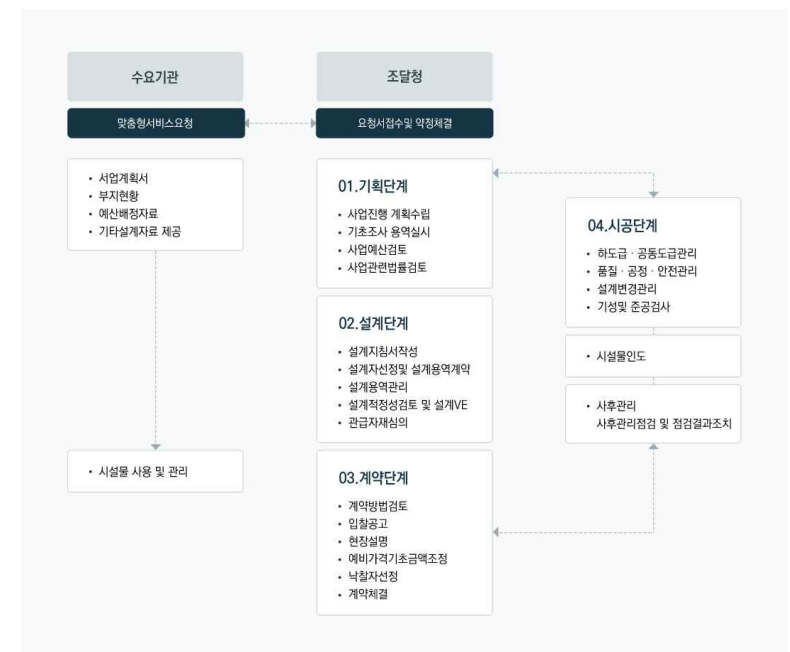 수요기관
맞춤형서비스요청
• 서업계획서
• 부지현황
• 예산배정자료
• 기타설계자료 제공
• 시설물 사용 및 관리
조달청
요청서접수및 약정체결
01.기획단계
• 사업진행 계획수립
• 기초조사 용역실시
• 사업예산검토
• 사업관련법률검토
02.설계단계
• 설계지침서작성
• 설계자선정및 설계용역계약
• 설계용역관리
• 설계적정성검토 및 설계VE
• 관급자재심의
03.계약단계
• 계약방법검토
• 입찰공고
• 현장설명
• 예비가격기초금액조정
• 낙찰자선정
• 계약체결
04.시공단계
• 하도급 · 공동도급관리
• 품질 · 공정 · 안전관리
• 설계변경관리
• 기성및 준공검사
• 시설물인도
• 사후관리
사후관리점검 및 점검결과조치